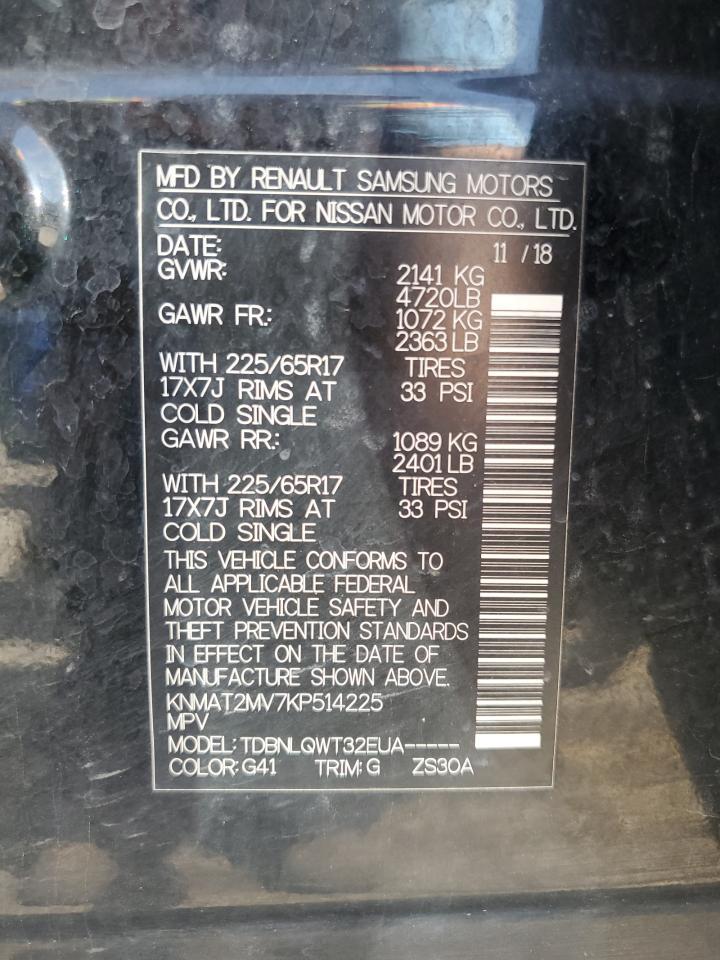 MFD BY RENAULT SAMSUNG MOTORS
CO., LTD. FOR NISSAN MOTOR CO., LTD.
DATE: 11 / 18
GVWR: 2141 KG
4720LB
GAWR FR.: 1072 KG
2363LB
WITH 225/65R17 TIRES
17X7J RIMS AT 33 PSI
COLD SINGLE
GAWR RR.: 1089 KG
2401LB
WITH 225/65R17 TIRES
17X7J RIMS AT 33 PSI
COLD SINGLE
THIS VEHICLE CONFORMS TO
ALL APPLICABLE FEDERAL
MOTOR VEHICLE SAFETY AND
THEFT PREVENTION STANDARDS
IN EFFECT ON THE DATE OF
MANUFACTURE SHOWN ABOVE.
KNMAT2MV7KP514225
MPV
MODEL: TDBNLQWT32EUA-----
COLOR: G41 TRIM: G ZS30A